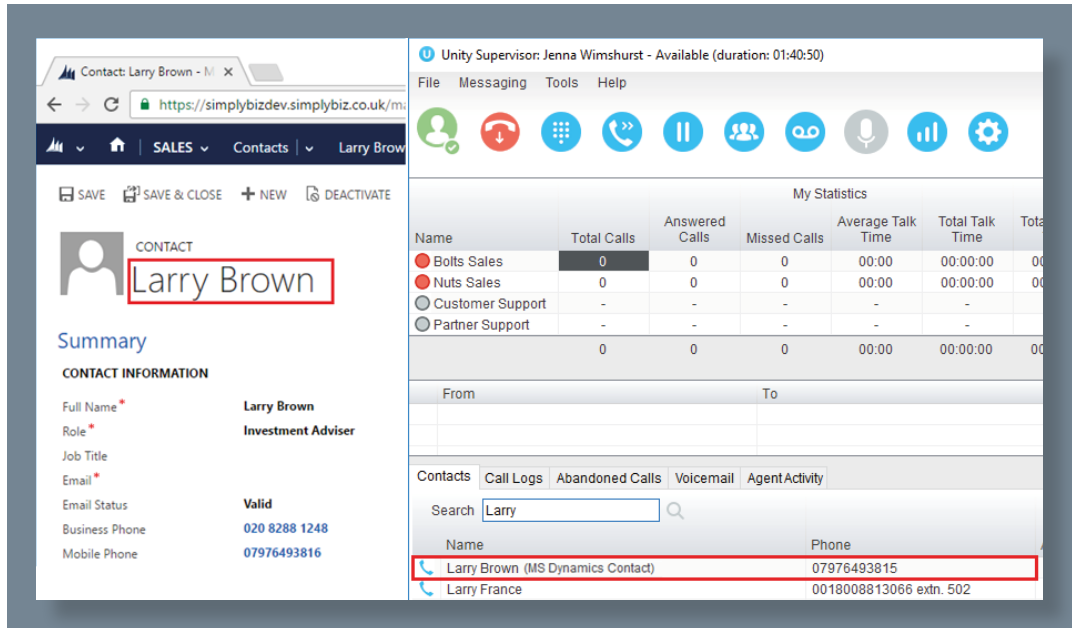 Contact: Larry Brown - M
https://simplybizdev.simplybiz.co.uk/ma
SALES Contacts Larry Brow
SAVE SAVE & CLOSE NEW DEACTIVATE
CONTACT
Larry Brown
Summary
CONTACT INFORMATION
Full Name* Larry Brown
Role* Investment Adviser
Job Title
Email*
Email Status Valid
Business Phone 020 8288 1248
Mobile Phone 07976493816
Unity Supervisor: Jenna Wimshurst - Available (duration: 01:40:50)
File Messaging Tools Help
My Statistics
Name Total Calls Answered Calls Missed Calls Average Talk Time Total Talk Time Tota
Bolts Sales 0 0 0 00:00 00:00:00 00
Nuts Sales 0 0 0 00:00 00:00:00 00
Customer Support - - - - -
Partner Support - - - - -
0 0 0 00:00 00:00:00 00
From To
Contacts Call Logs Abandoned Calls Voicemail Agent Activity
Search Larry
Name Phone
Larry Brown (MS Dynamics Contact) 07976493815
Larry France 0018008813066 extn. 502